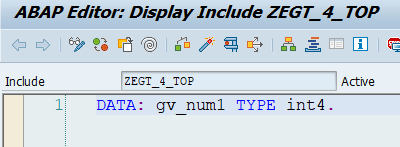 ABAP Editor: Display Include ZEGT_4_TOP
Include ZEGT_4_TOP Active
1 DATA: gv_num1 TYPE int4.